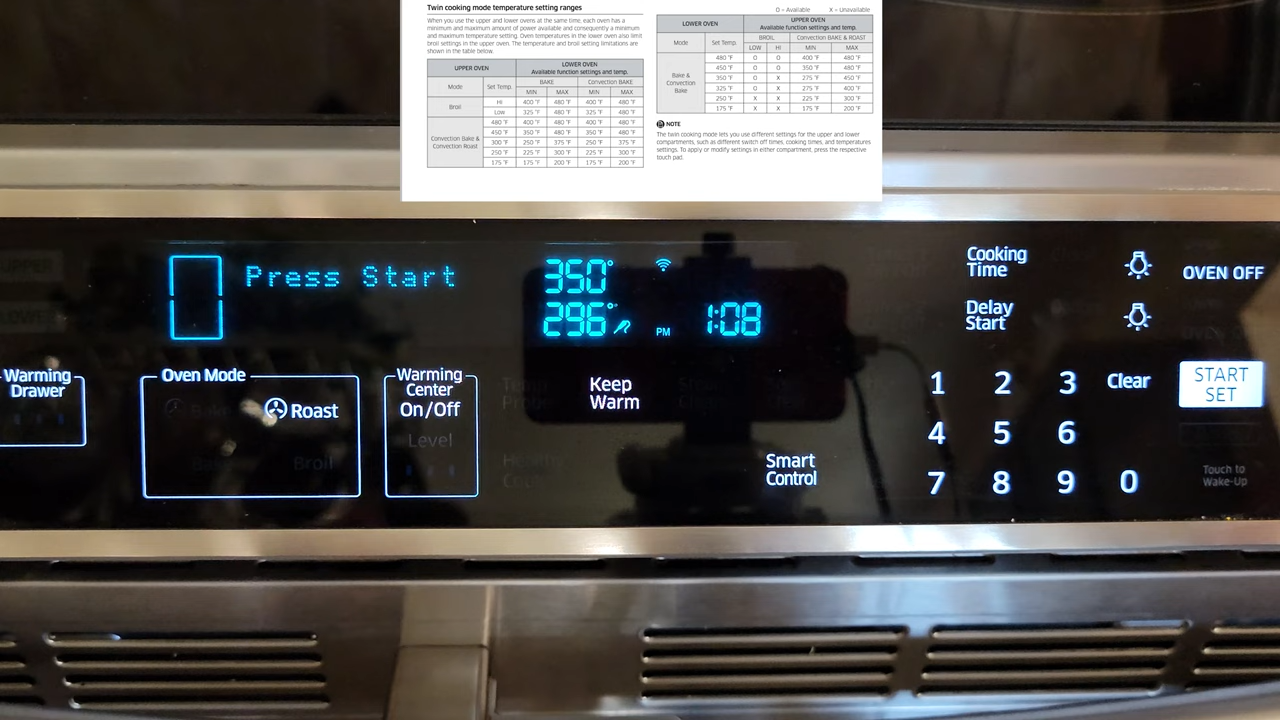 Twin cooking mode temperature setting ranges
When you use the upper and lower ovens at the same time, each oven has a
minimum and maximum amount of power available and consequently a minimum
and maximum temperature setting. Oven temperatures in the lower oven also limit
broil settings in the upper oven. The temperature and broil setting limitations are
shown in the table below.
UPPER OVEN LOWER OVEN
Available function settings and temp.
Mode Set Temp. BAKE Convection BAKE
MIN MAX MIN MAX
Broil Hi 400 °F 480 °F 400 °F 480 °F
Low 325 °F 480 °F 325 °F 480 °F
Convection Bake &
Convection Roast
480 °F 400 °F 480 °F 400 °F 480 °F
450 °F 350 °F 480 °F 350 °F 480 °F
300 °F 250 °F 375 °F 250 °F 375 °F
250 °F 225 °F 300 °F 225 °F 300 °F
175 °F 175 °F 200 °F 175 °F 200 °F
O = Available X = Unavailable
LOWER OVEN UPPER OVEN
Available function settings and temp.
Mode Set Temp. BROIL Convection BAKE & ROAST
LOW HI MIN MAX
Bake &
Convection
Bake
480 °F O O 400 °F 480 °F
450 °F O O 350 °F 480 °F
350 °F O X 275 °F 450 °F
325 °F O X 275 °F 400 °F
250 °F X X 225 °F 300 °F
175 °F X X 175 °F 200 °F
NOTE
The twin cooking mode lets you use different settings for the upper and lower
compartments, such as different switch off times, cooking times, and temperatures
settings. To apply or modify settings in either compartment, press the respective
touch pad.
UPPER
LOWER
Press Start
350°
296°
PM 1:08
Cooking
Time
Delay
Start
OVEN OFF
Warming
Drawer
Oven Mode
Bake
Roast
Bake
Broil
Warming
Center
On/Off
Level
Temp
Probe
Healthy
Keep
Warm
Smart
Control
1 2 3 Clear
4 5 6
7 8 9 0
START
SET
Touch to
Wake-Up